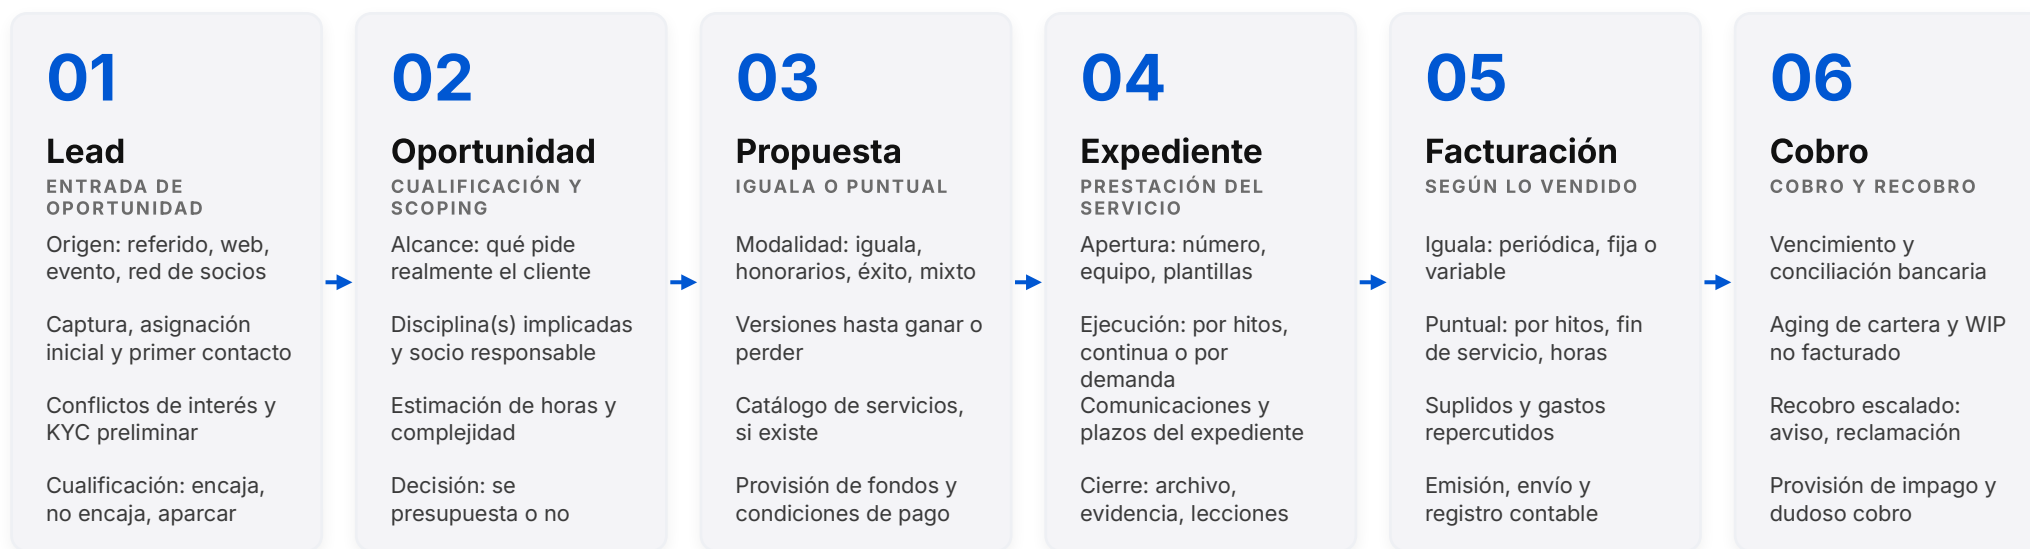 01
Lead
ENTRADA DE
OPORTUNIDAD
Origen: referido, web,
evento, red de socios
Captura, asignación
inicial y primer contacto
Conflictos de interés y
KYC preliminar
Cualificación: encaja,
no encaja, aparcar
02
Oportunidad
CUALIFICACIÓN Y
SCOPING
Alcance: qué pide
realmente el cliente
Disciplina(s) implicadas
y socio responsable
Estimación de horas y
complejidad
Decisión: se
presupuesta o no
03
Propuesta
IGUALA O PUNTUAL
Modalidad: iguala,
honorarios, éxito, mixto
Versiones hasta ganar o
perder
Catálogo de servicios,
si existe
Provisión de fondos y
condiciones de pago
04
Expediente
PRESTACIÓN DEL
SERVICIO
Apertura: número,
equipo, plantillas
Ejecución: por hitos,
continua o por
demanda
Comunicaciones y
plazos del expediente
Cierre: archivo,
evidencia, lecciones
05
Facturación
SEGÚN LO VENDIDO
Iguala: periódica, fija o
variable
Puntual: por hitos, fin
de servicio, horas
Suplidos y gastos
repercutidos
Emisión, envío y
registro contable
06
Cobro
COBRO Y RECOBRO
Vencimiento y
conciliación bancaria
Aging de cartera y WIP
no facturado
Recobro escalado:
aviso, reclamación
Provisión de impago y
dudoso cobro